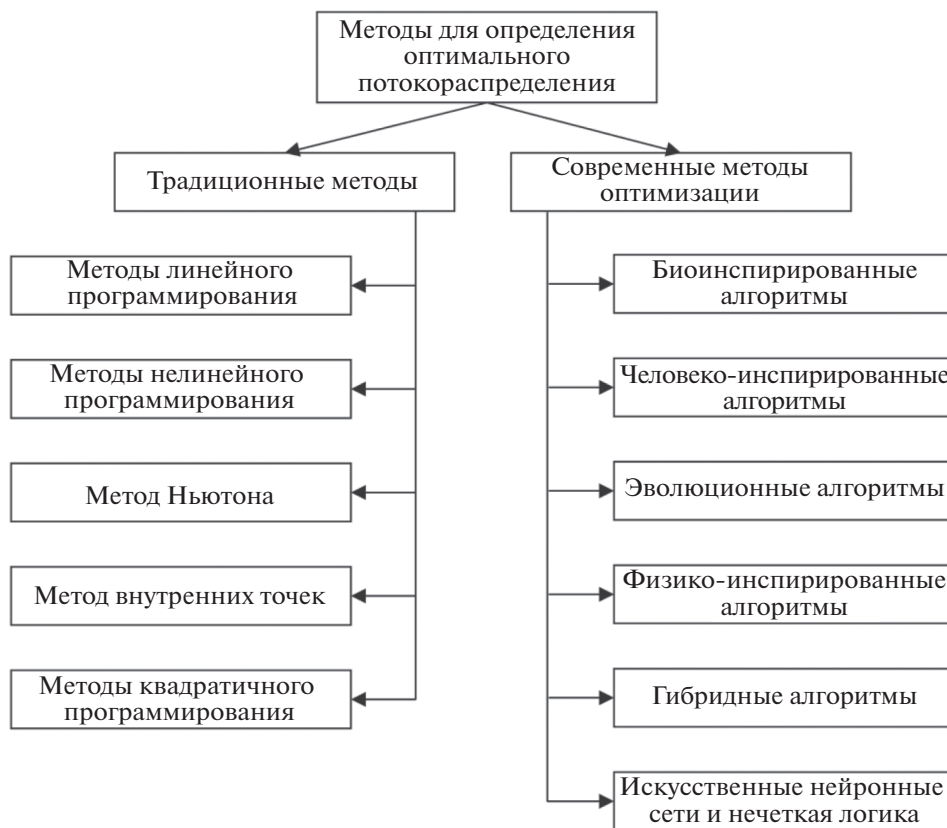 Методы для определения
оптимального
потокораспределения
Традиционные методы
Современные методы
оптимизации
Методы линейного
программирования
Методы нелинейного
программирования
Метод Ньютона
Метод внутренних точек
Методы квадратичного
программирования
Биоинспирированные
алгоритмы
Человеко-инспирированные
алгоритмы
Эволюционные алгоритмы
Физико-инспирированные
алгоритмы
Гибридные алгоритмы
Искусственные нейронные
сети и нечеткая логика